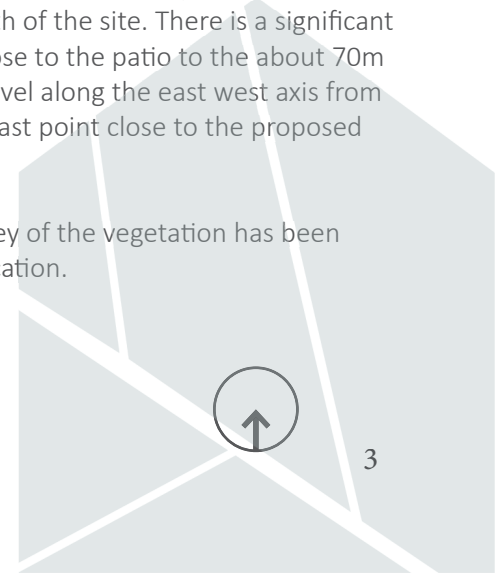 h of the site. There is a significant
ose to the patio to the about 70m
vel along the east west axis from
ast point close to the proposed
ey of the vegetation has been
cation.
3